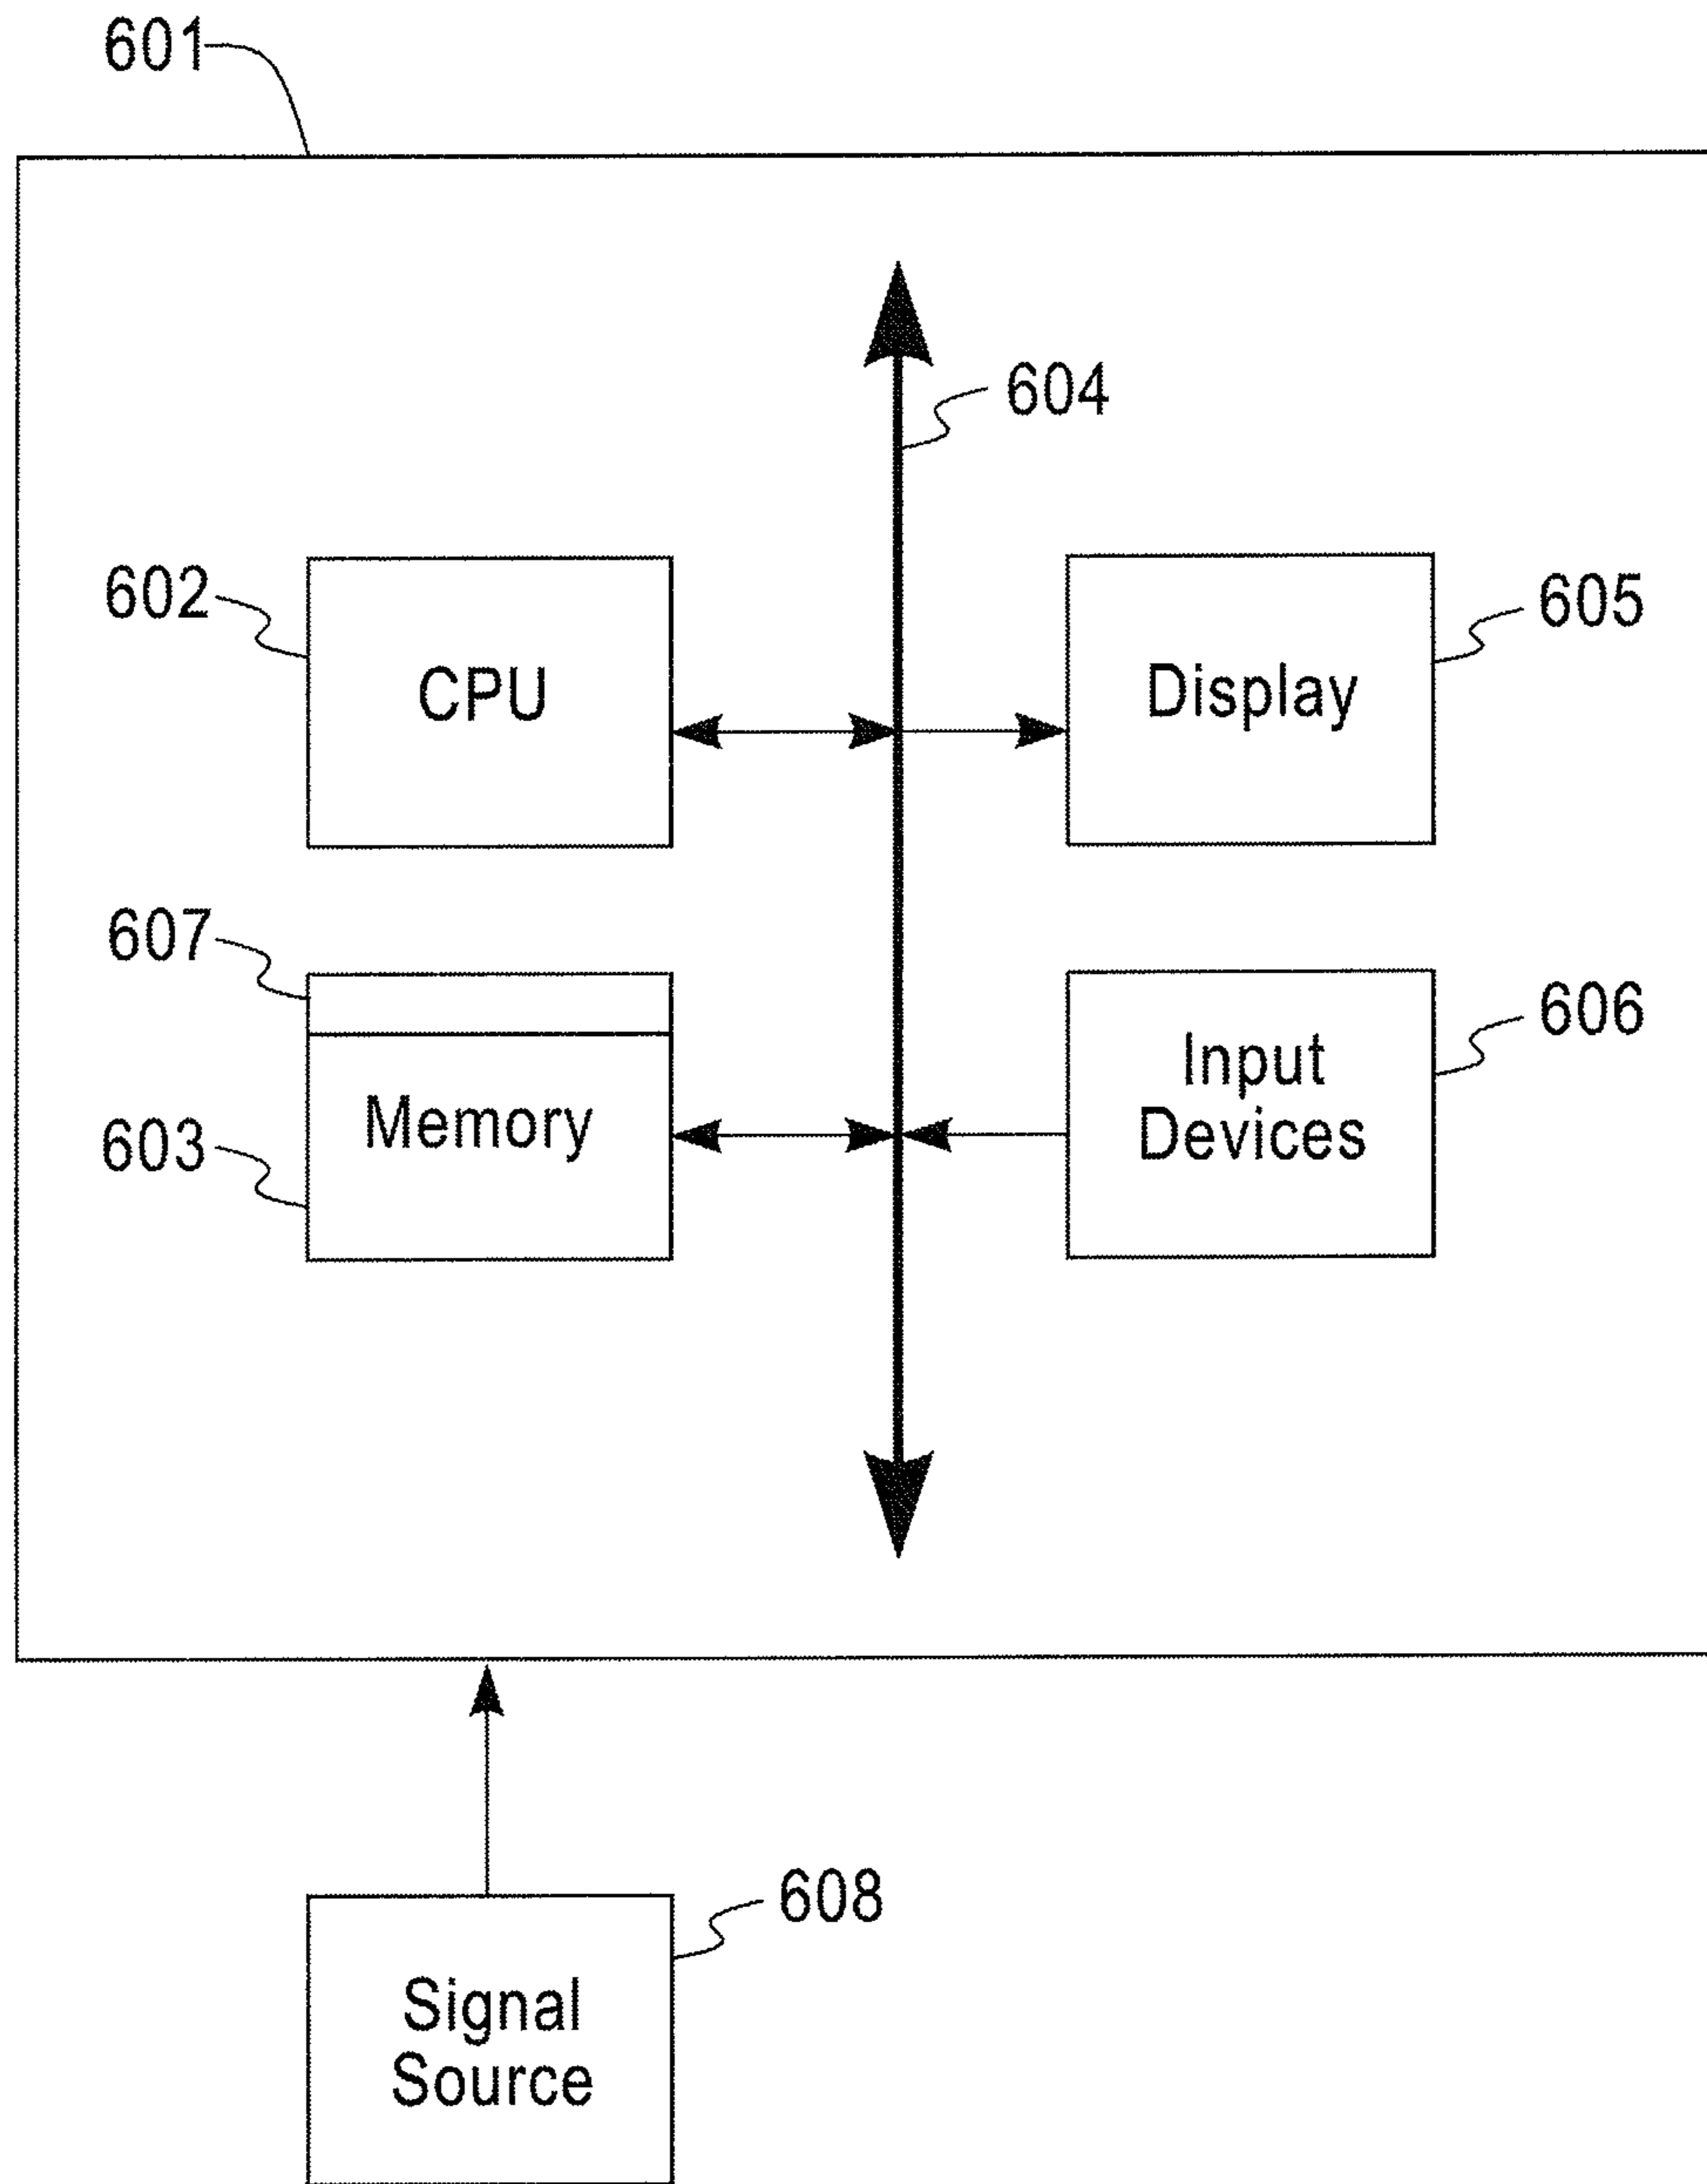 601
604
602
CPU
Display
605
607
Memory
603
Input
Devices
606
608
Signal
Source